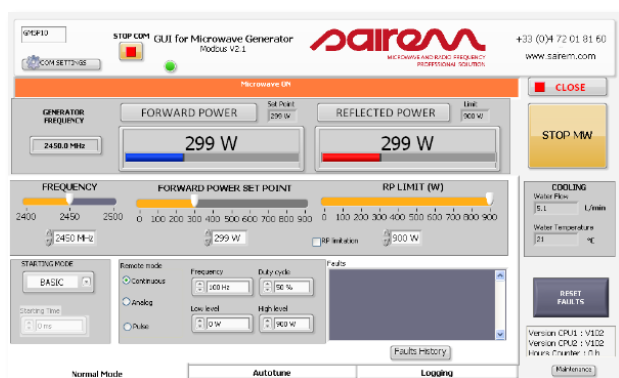 GMSP10
STOP COM
GUI for Microwave Generator
Modbus V2.1
COM SETTINGS
sairem
MICROWAVE AND RADIO FREQUENCY
PROFESSIONAL SOLUTION
+33 (0)4 72 01 81 60
www.sairem.com
Microwave ON
CLOSE
GENERATOR
FREQUENCY
2450.0 MHz
FORWARD POWER
Set Point
299 W
299 W
REFLECTED POWER
Limit
900 W
299 W
STOP MW
FREQUENCY
2400 2450 2500
2450 MHz
FORWARD POWER SET POINT
0 100 200 300 400 500 600 700 800 900
299 W
RP LIMIT (W)
0 100 200 300 400 500 600 700 800 900
RP limitation
900 W
COOLING
Water Flow
5.1 L/min
Water Temperature
21 °C
STARTING MODE
BASIC
Starting Time
0 ms
Remote mode
Continuous
Analog
Pulse
Frequency
100 Hz
Duty cycle
50 %
Low level
0 W
High level
900 W
Faults
Faults History
RESET
FAULTS
Version CPU1 : V102
Version CPU2 : V102
Hours Counter : 0 h
Maintenance
Normal Mode
Autotune
Logging